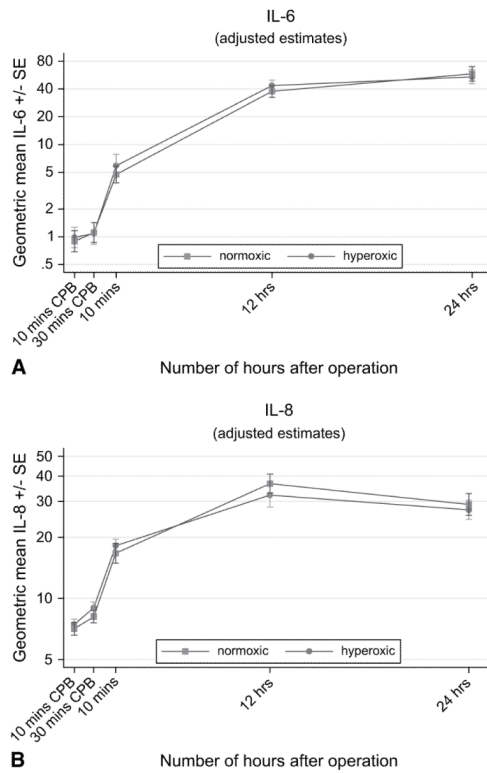 IL-6
(adjusted estimates)
Geometric mean IL-6 +/- SE
80
40
20
10
5
2
1
.5
normoxic hyperoxic
10 mins CPB
30 mins CPB
10 mins
12 hrs
24 hrs
A
Number of hours after operation
IL-8
(adjusted estimates)
Geometric mean IL-8 +/- SE
50
40
30
20
10
5
normoxic hyperoxic
10 mins CPB
30 mins CPB
10 mins
12 hrs
24 hrs
B
Number of hours after operation